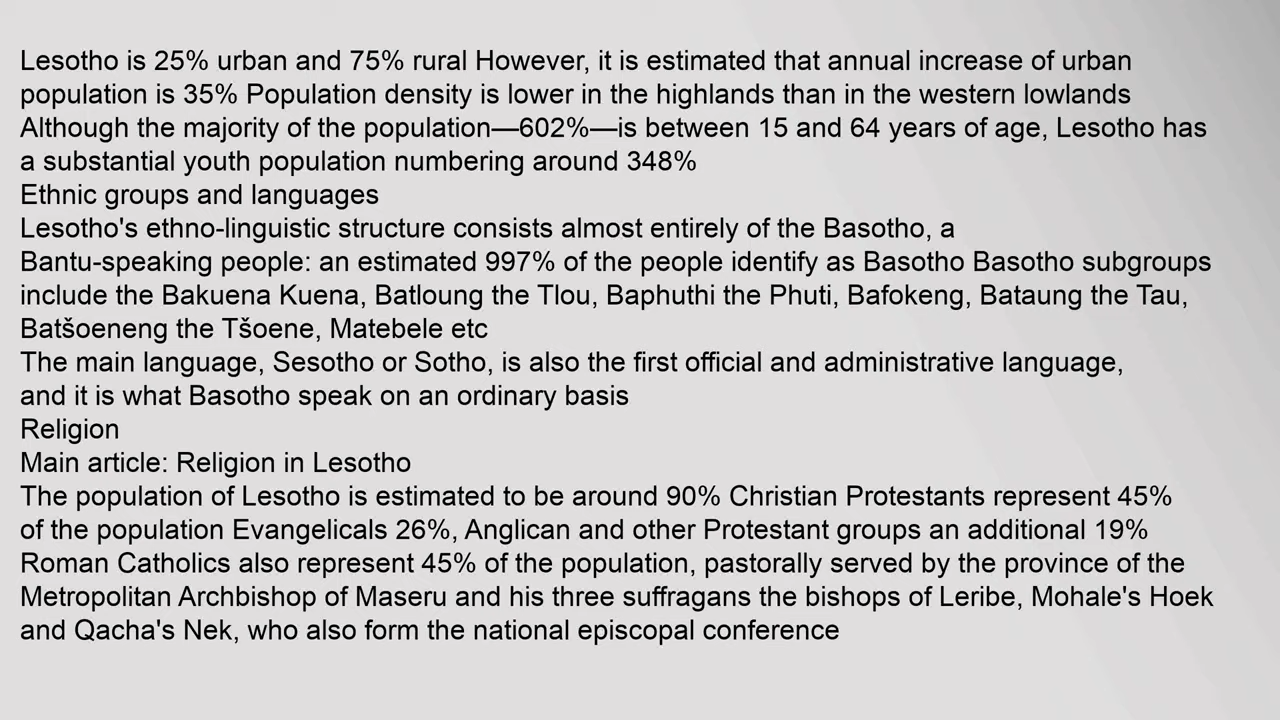 Lesotho is 25% urban and 75% rural However, it is estimated that annual increase of urban
population is 35% Population density is lower in the highlands than in the western lowlands
Although the majority of the population—602%—is between 15 and 64 years of age, Lesotho has
a substantial youth population numbering around 348%
Ethnic groups and languages
Lesotho's ethno-linguistic structure consists almost entirely of the Basotho, a
Bantu-speaking people: an estimated 997% of the people identify as Basotho Basotho subgroups
include the Bakuena Kuena, Batloung the Tlou, Baphuthi the Phuti, Bafokeng, Bataung the Tau,
Batšoeneng the Tšoene, Matebele etc
The main language, Sesotho or Sotho, is also the first official and administrative language,
and it is what Basotho speak on an ordinary basis
Religion
Main article: Religion in Lesotho
The population of Lesotho is estimated to be around 90% Christian Protestants represent 45%
of the population Evangelicals 26%, Anglican and other Protestant groups an additional 19%
Roman Catholics also represent 45% of the population, pastorally served by the province of the
Metropolitan Archbishop of Maseru and his three suffragans the bishops of Leribe, Mohale's Hoek
and Qacha's Nek, who also form the national episcopal conference